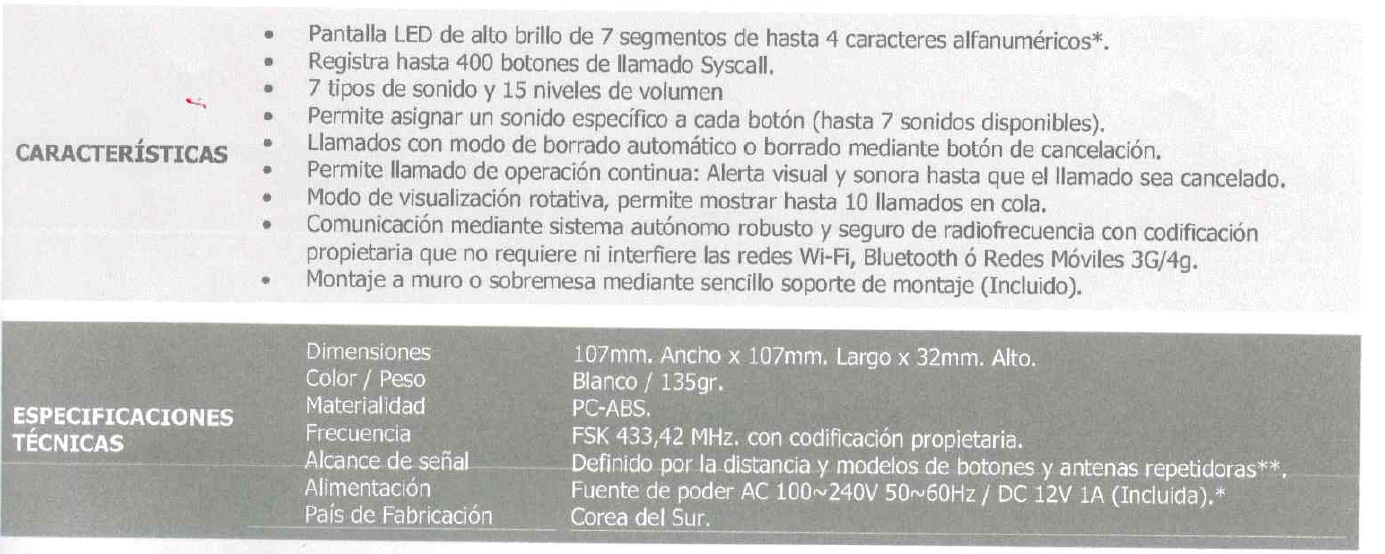 CARACTERÍSTICAS
• Pantalla LED de alto brillo de 7 segmentos de hasta 4 caracteres alfanuméricos*.
• Registra hasta 400 botones de llamado Syscall.
• 7 tipos de sonido y 15 niveles de volumen
• Permite asignar un sonido específico a cada botón (hasta 7 sonidos disponibles).
• Llamados con modo de borrado automático o borrado mediante botón de cancelación.
• Permite llamado de operación continua: Alerta visual y sonora hasta que el llamado sea cancelado.
• Modo de visualización rotativa, permite mostrar hasta 10 llamados en cola.
• Comunicación mediante sistema autónomo robusto y seguro de radiofrecuencia con codificación
propietaria que no requiere ni interfiere las redes Wi-Fi, Bluetooth ó Redes Móviles 3G/4g.
• Montaje a muro o sobremesa mediante sencillo soporte de montaje (Incluido).
ESPECIFICACIONES
TÉCNICAS
Dimensiones 107mm. Ancho x 107mm. Largo x 32mm. Alto.
Color / Peso Blanco / 135gr.
Materialidad PC-ABS.
Frecuencia FSK 433,42 MHz. con codificación propietaria.
Alcance de señal Definido por la distancia y modelos de botones y antenas repetidoras**.
Alimentación Fuente de poder AC 100~240V 50~60Hz / DC 12V 1A (Incluida).*
País de Fabricación Corea del Sur.